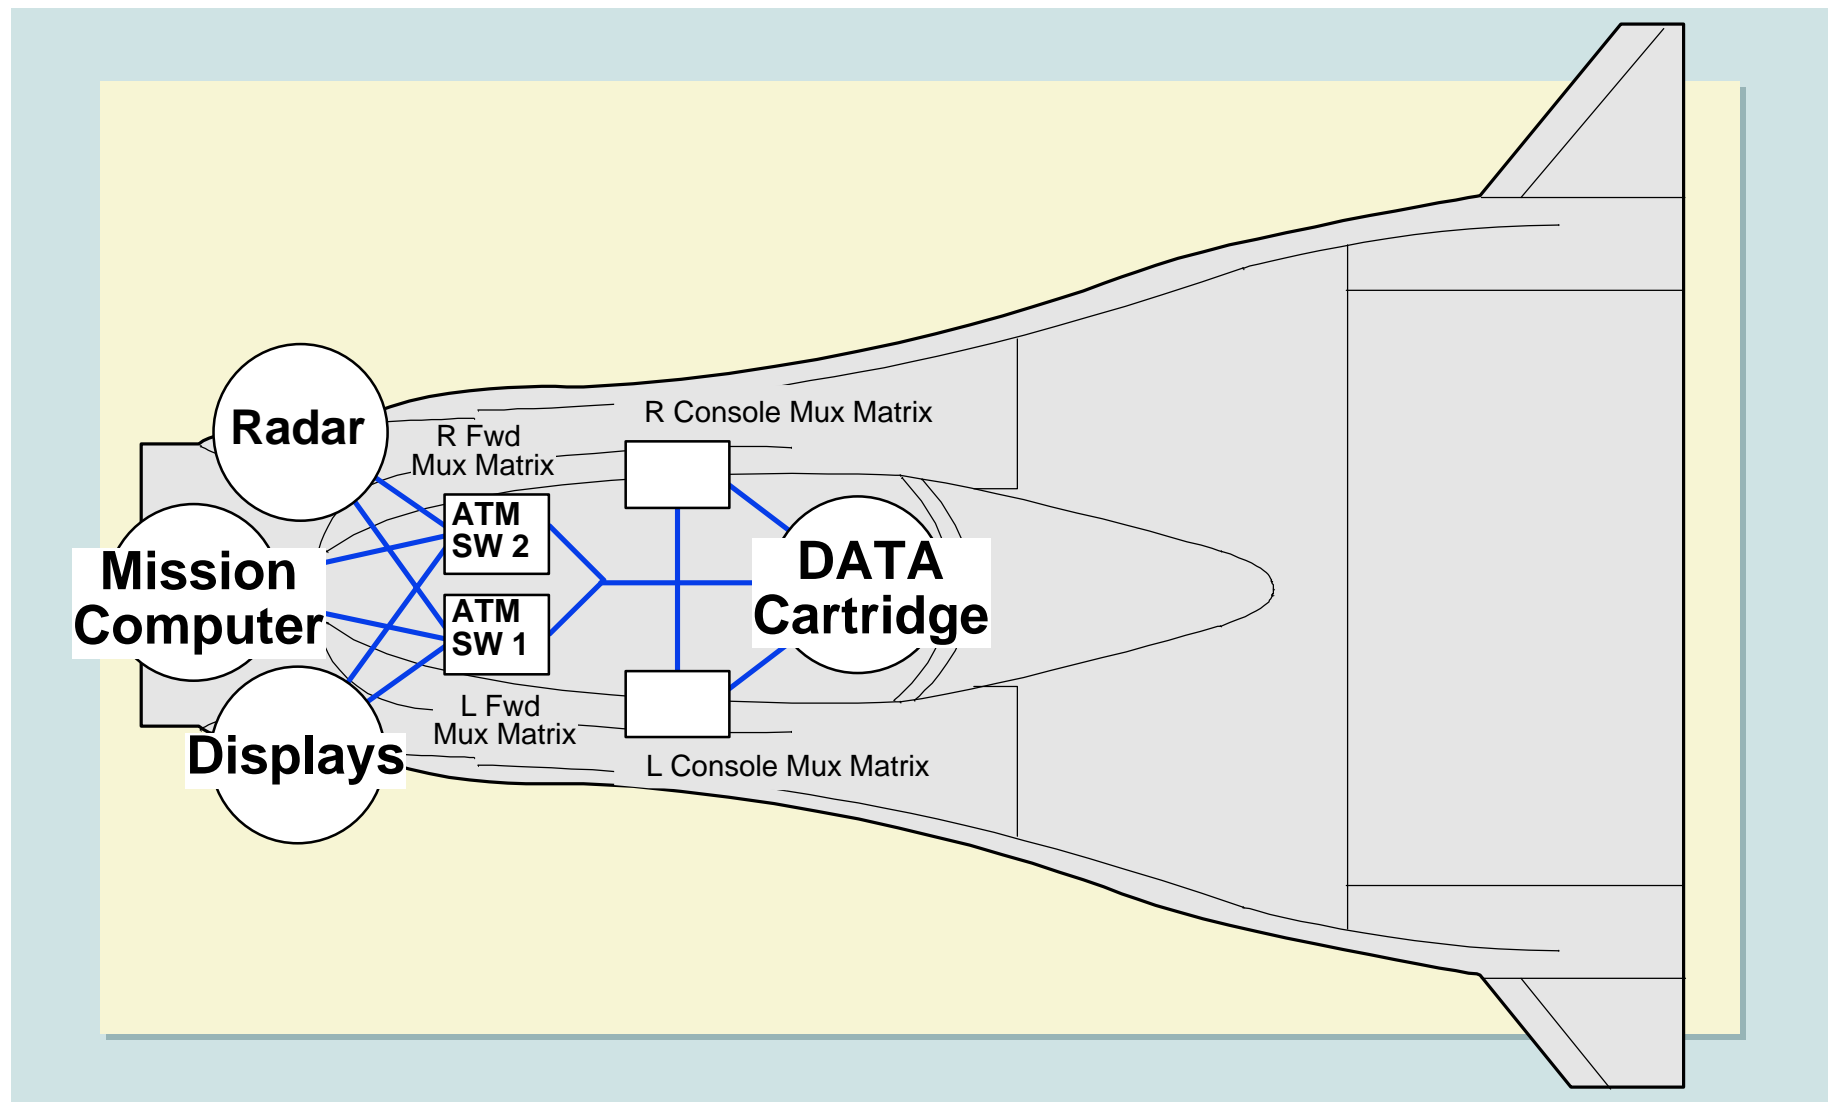 R Console Mux Matrix
Radar
R Fwd
Mux Matrix
ATM
SW 2
Mission
Computer
DATA
Cartridge
ATM
SW 1
L Fwd
Mux Matrix
Displays
L Console Mux Matrix